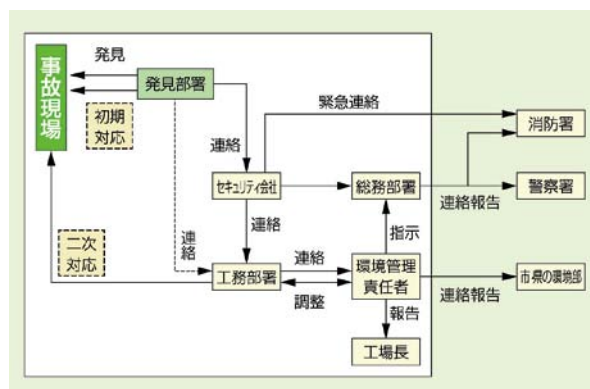 事故現場
発見
発見部署
初期
対応
緊急連絡
消防署
連絡
セキュリティ会社
総務部署
警察署
連絡報告
連絡
指示
二次
対応
連絡
連絡
工務部署
環境管理
責任者
調整
市・県の環境部
連絡報告
報告
工場長